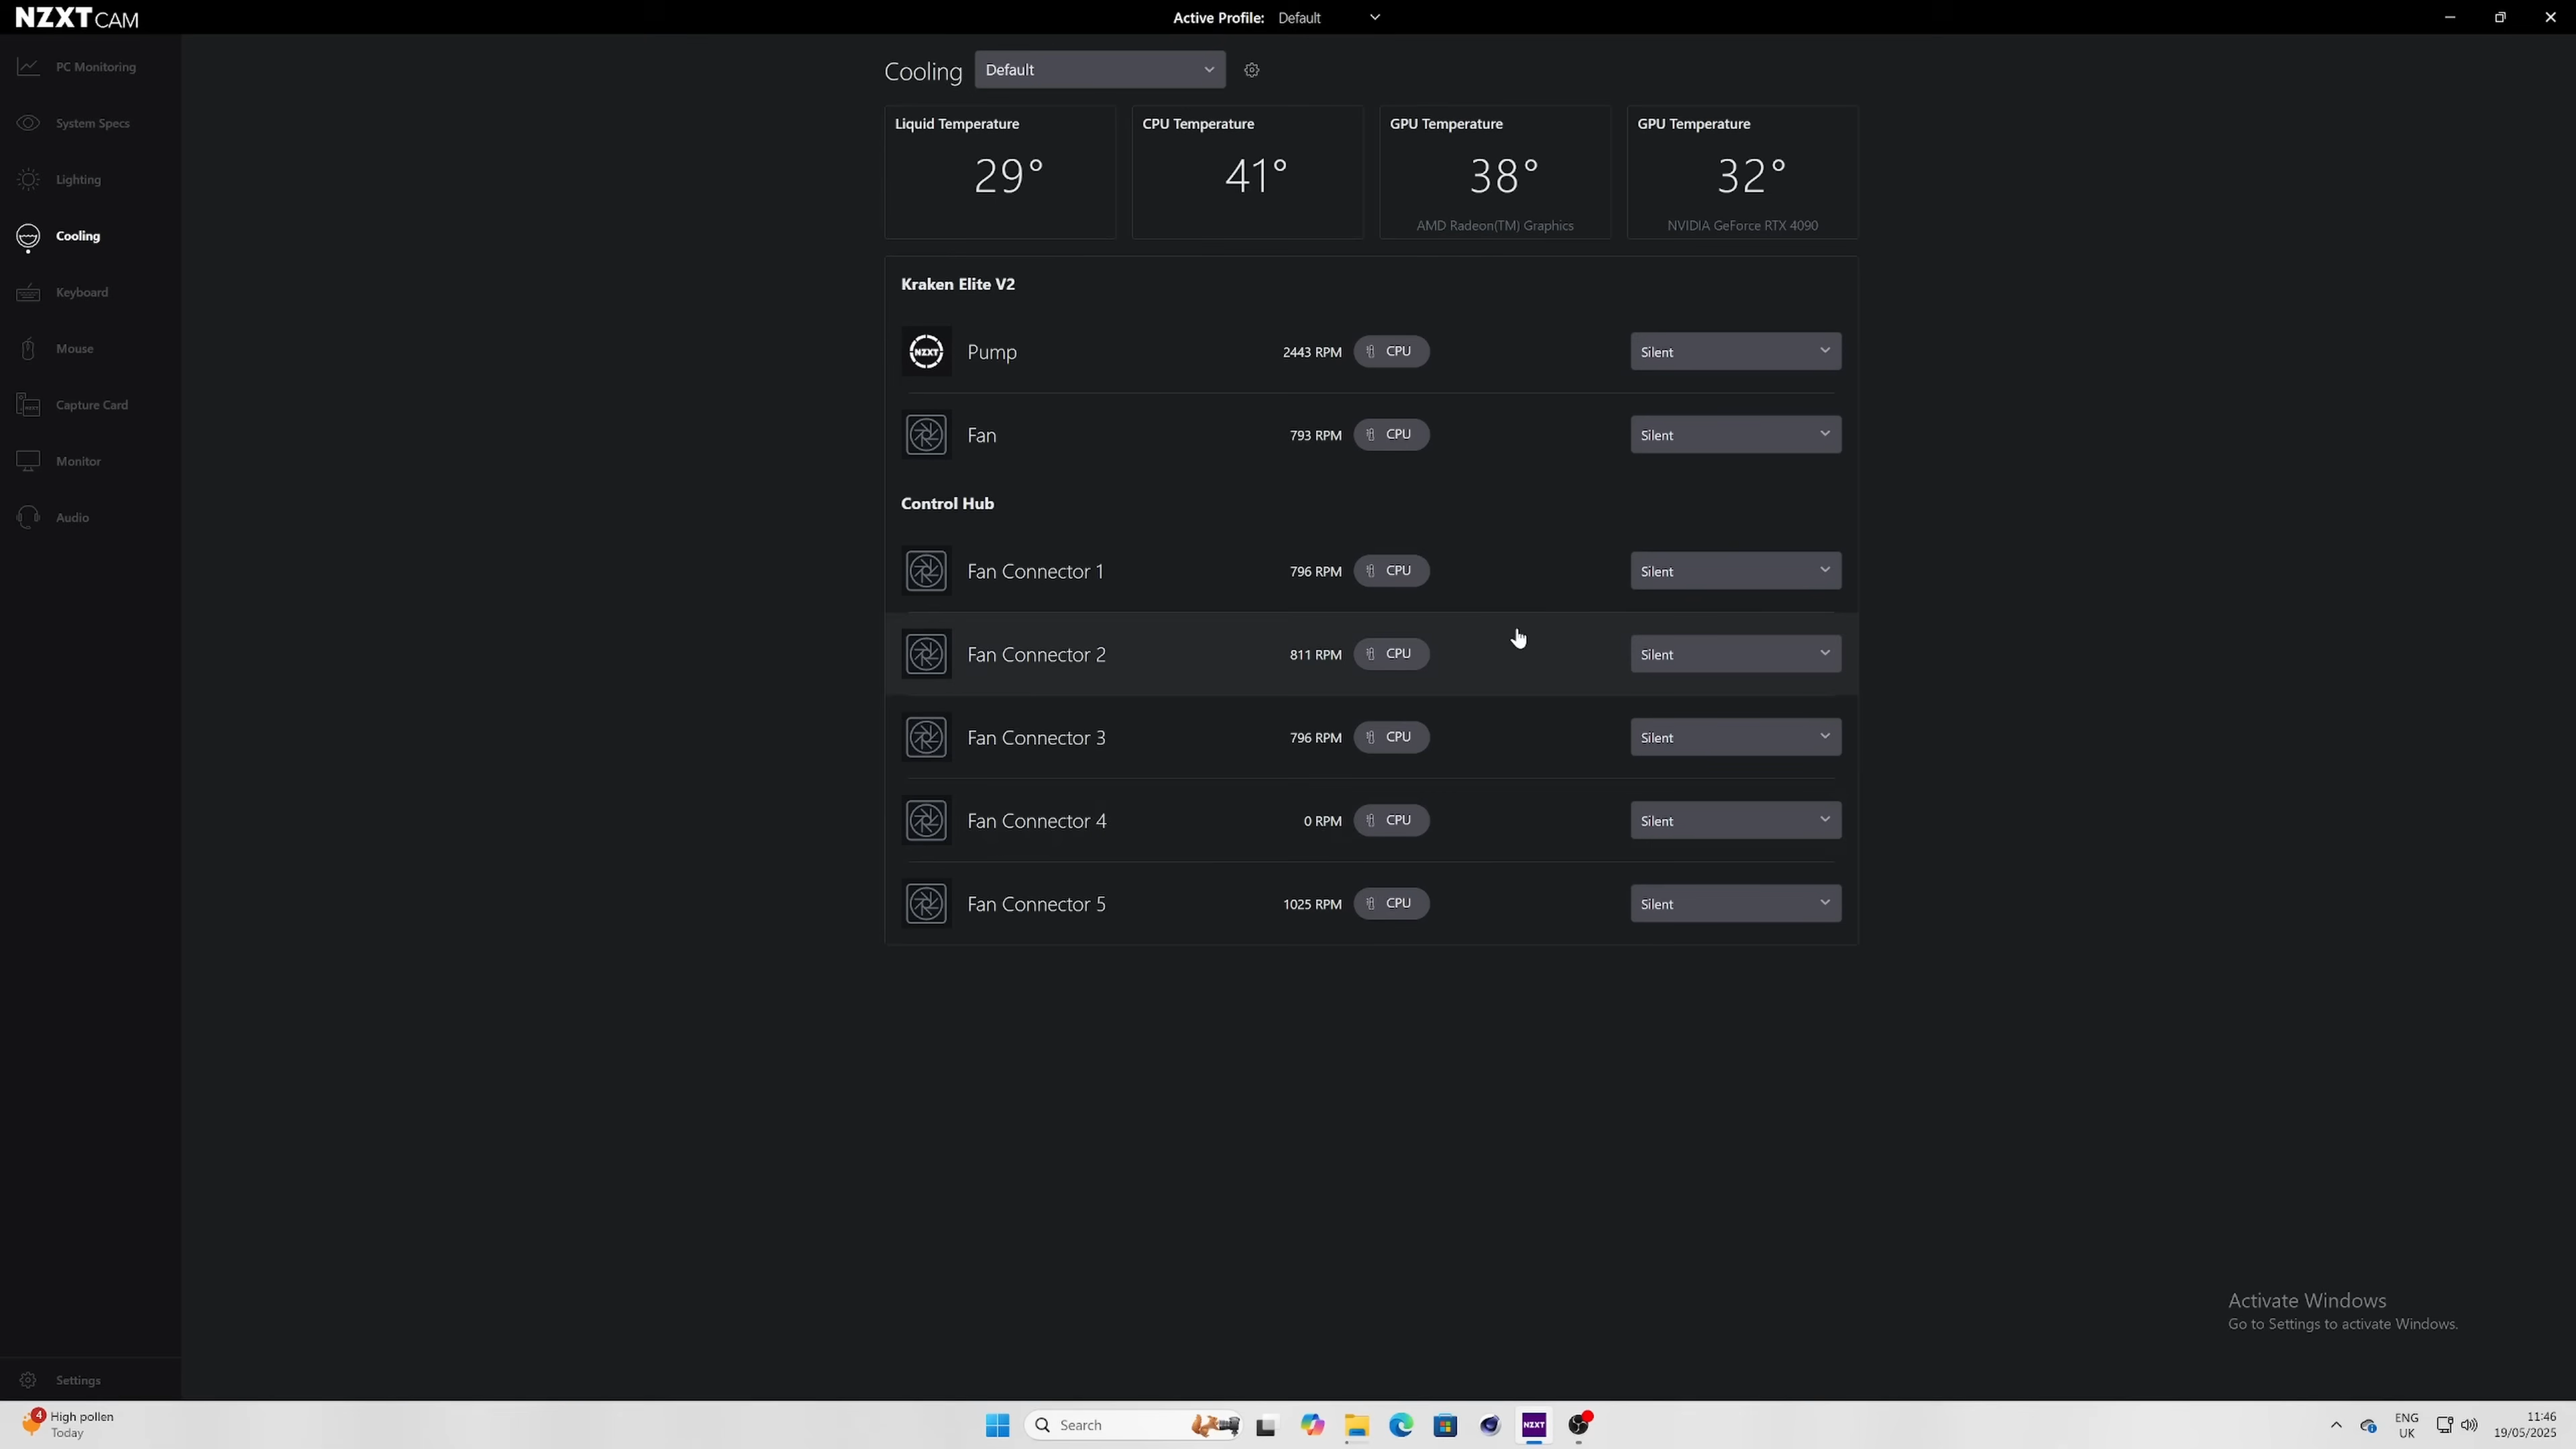 NZXT CAM
Active Profile: Default
PC Monitoring
System Specs
Lighting
Cooling
Keyboard
Mouse
Capture Card
Monitor
Audio
Settings
Cooling Default
Liquid Temperature
29°
CPU Temperature
41°
GPU Temperature
38°
AMD Radeon(TM) Graphics
GPU Temperature
32°
NVIDIA GeForce RTX 4090
Kraken Elite V2
NZXT Pump 2443 RPM CPU Silent
Fan 793 RPM CPU Silent
Control Hub
Fan Connector 1 796 RPM CPU Silent
Fan Connector 2 811 RPM CPU Silent
Fan Connector 3 796 RPM CPU Silent
Fan Connector 4 0 RPM CPU Silent
Fan Connector 5 1025 RPM CPU Silent
Activate Windows
Go to Settings to activate Windows.
4 High pollen
Today
Search
NZXT
ENG
UK
11:46
19/05/2025